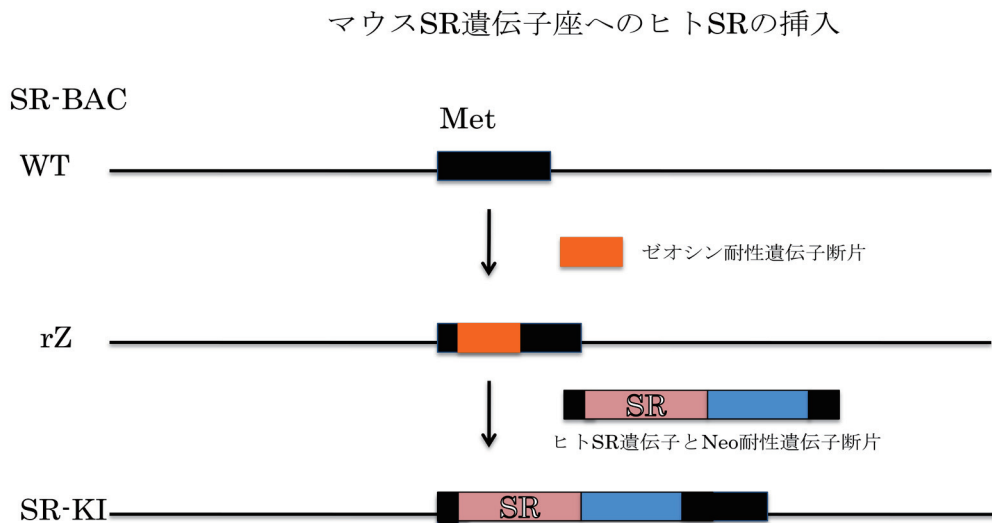 マウスSR遺伝子座へのヒトSRの挿入
SR-BAC
Met
WT
ゼオシン耐性遺伝子断片
rZ
SR
ヒトSR遺伝子とNeo耐性遺伝子断片
SR-KI
SR